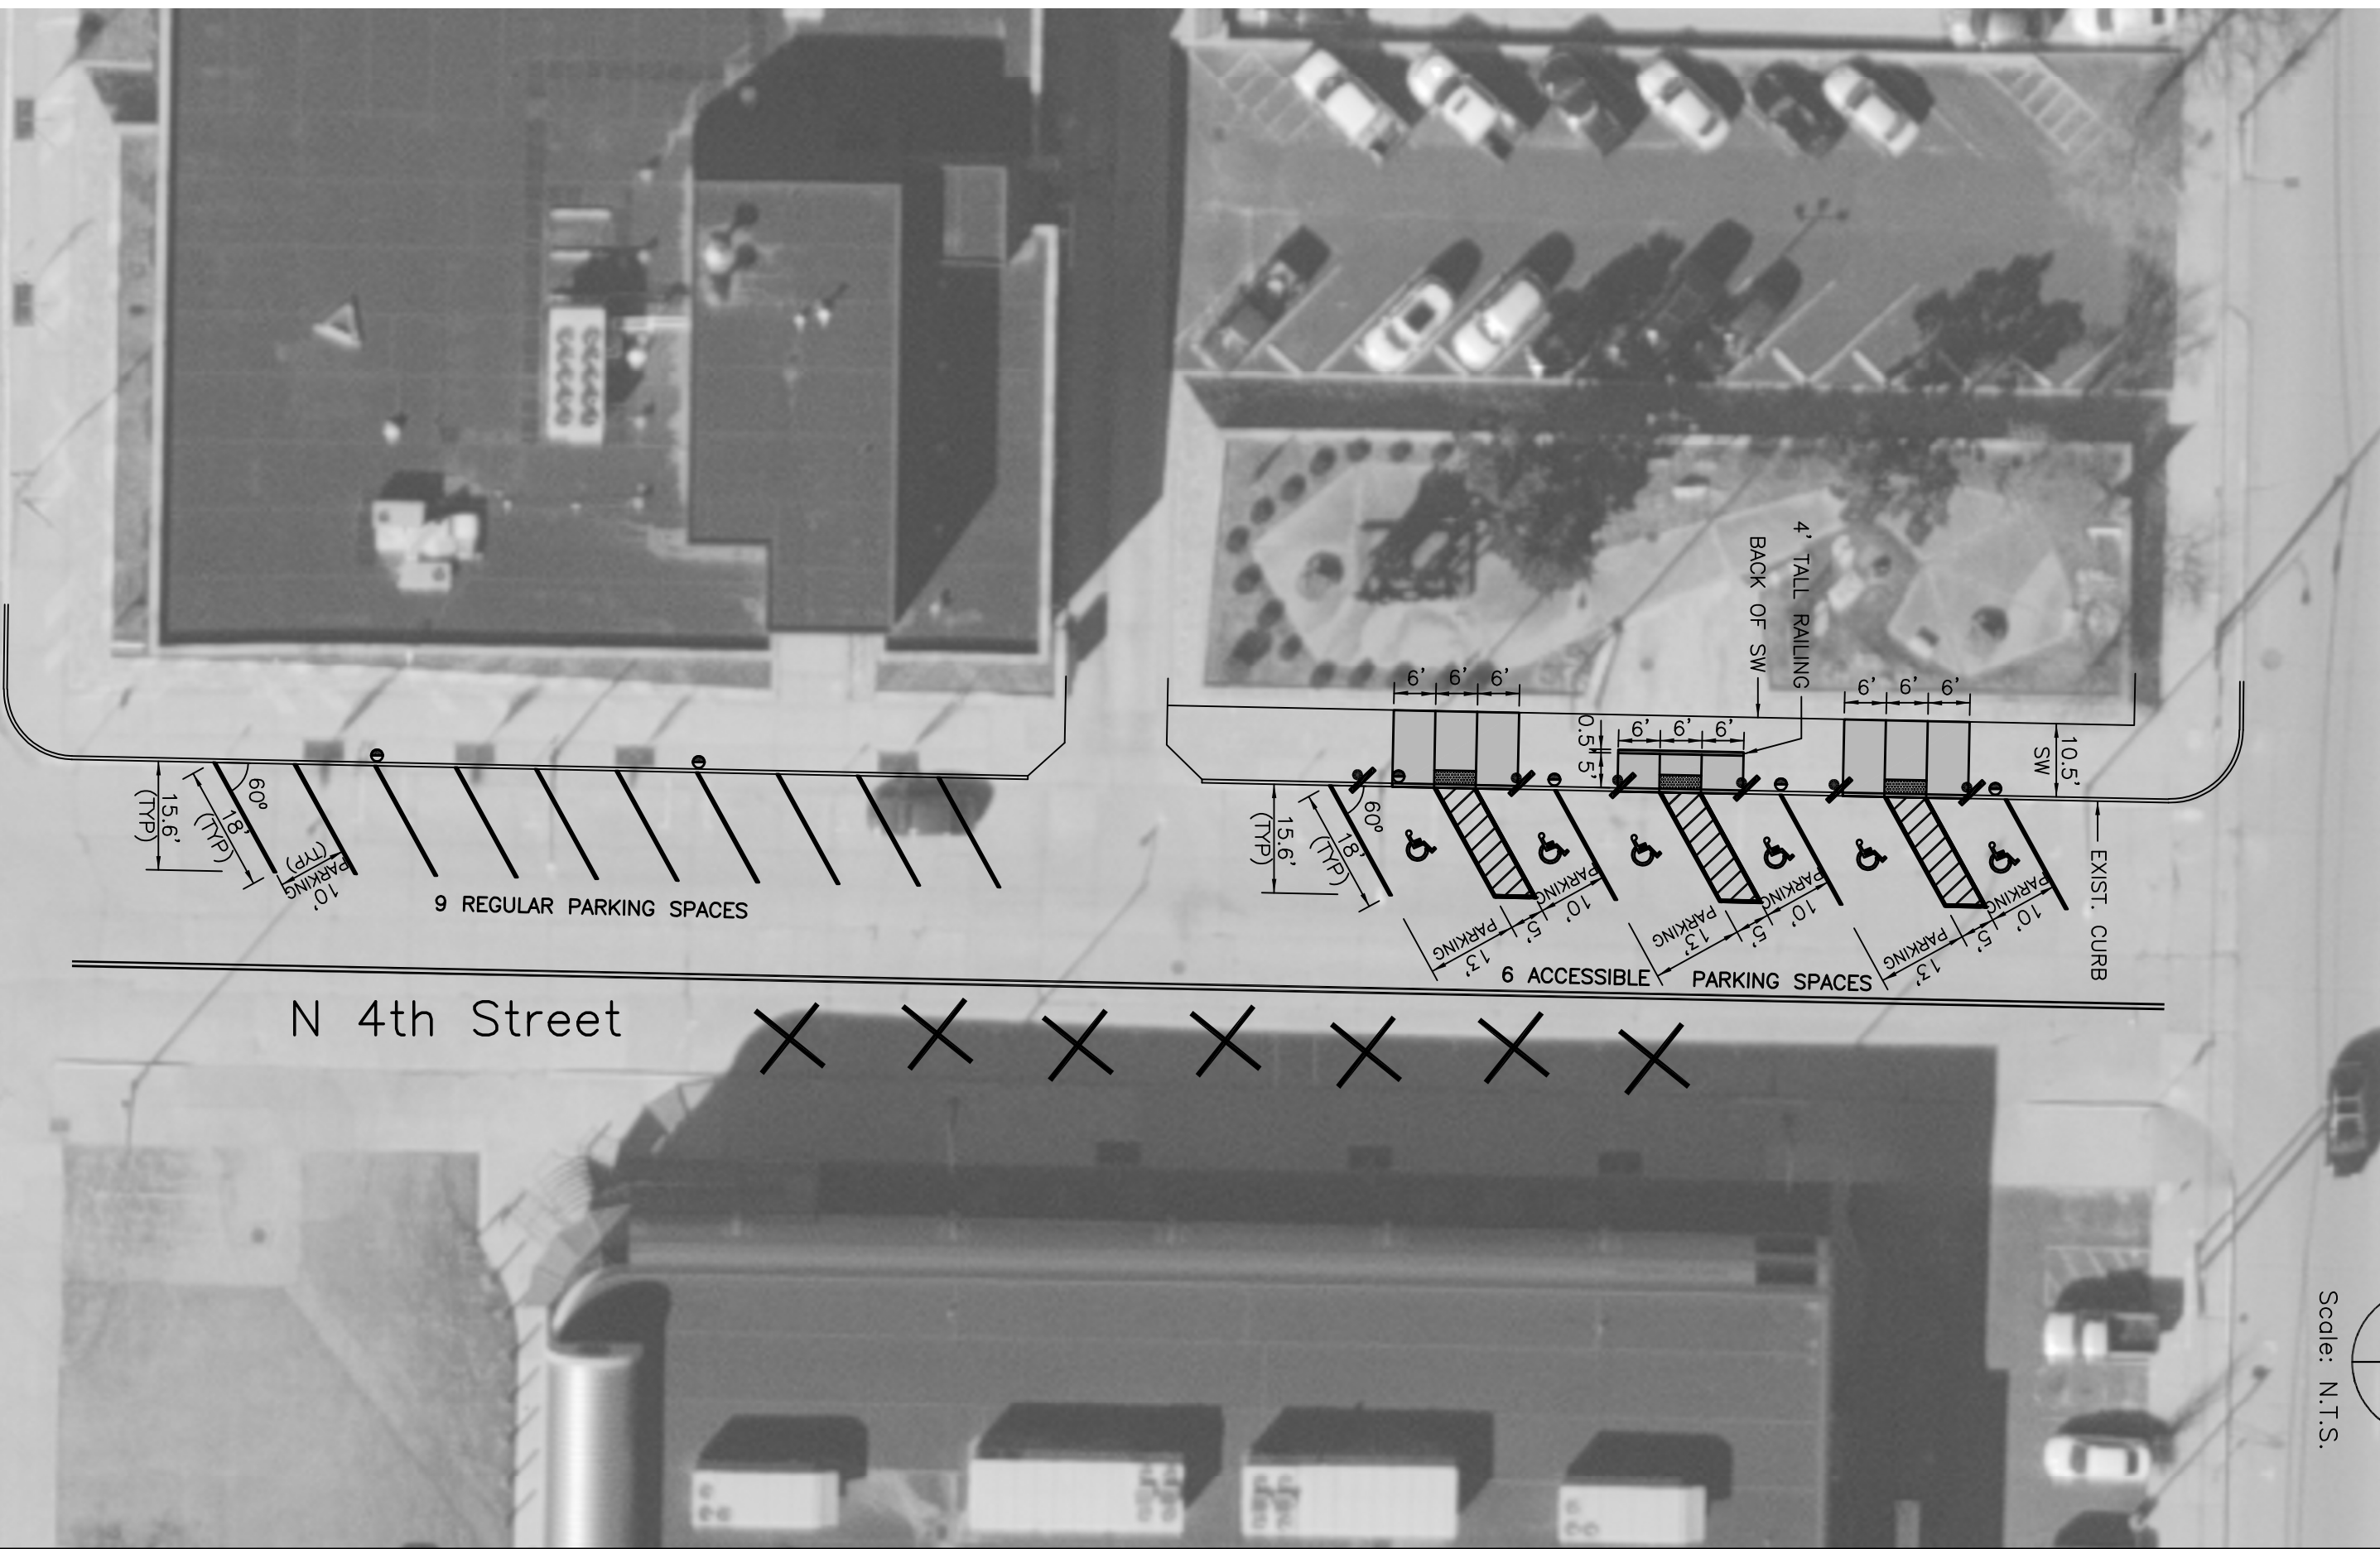 4' TALL RAILING
BACK OF SW
6' 6' 6'
6' 6' 6'
6' 6' 6'
0.5'
5'
10.5'
SW
60°
15.6'
(TYP)
18'
(TYP)
10'
PARKING
(TYP)
9 REGULAR PARKING SPACES
60°
15.6'
(TYP)
18'
(TYP)
13'
PARKING
5'
10'
PARKING
13'
PARKING
5'
10'
PARKING
13'
PARKING
5'
10'
PARKING
EXIST. CURB
6 ACCESSIBLE PARKING SPACES
N 4th Street
Scale: N.T.S.